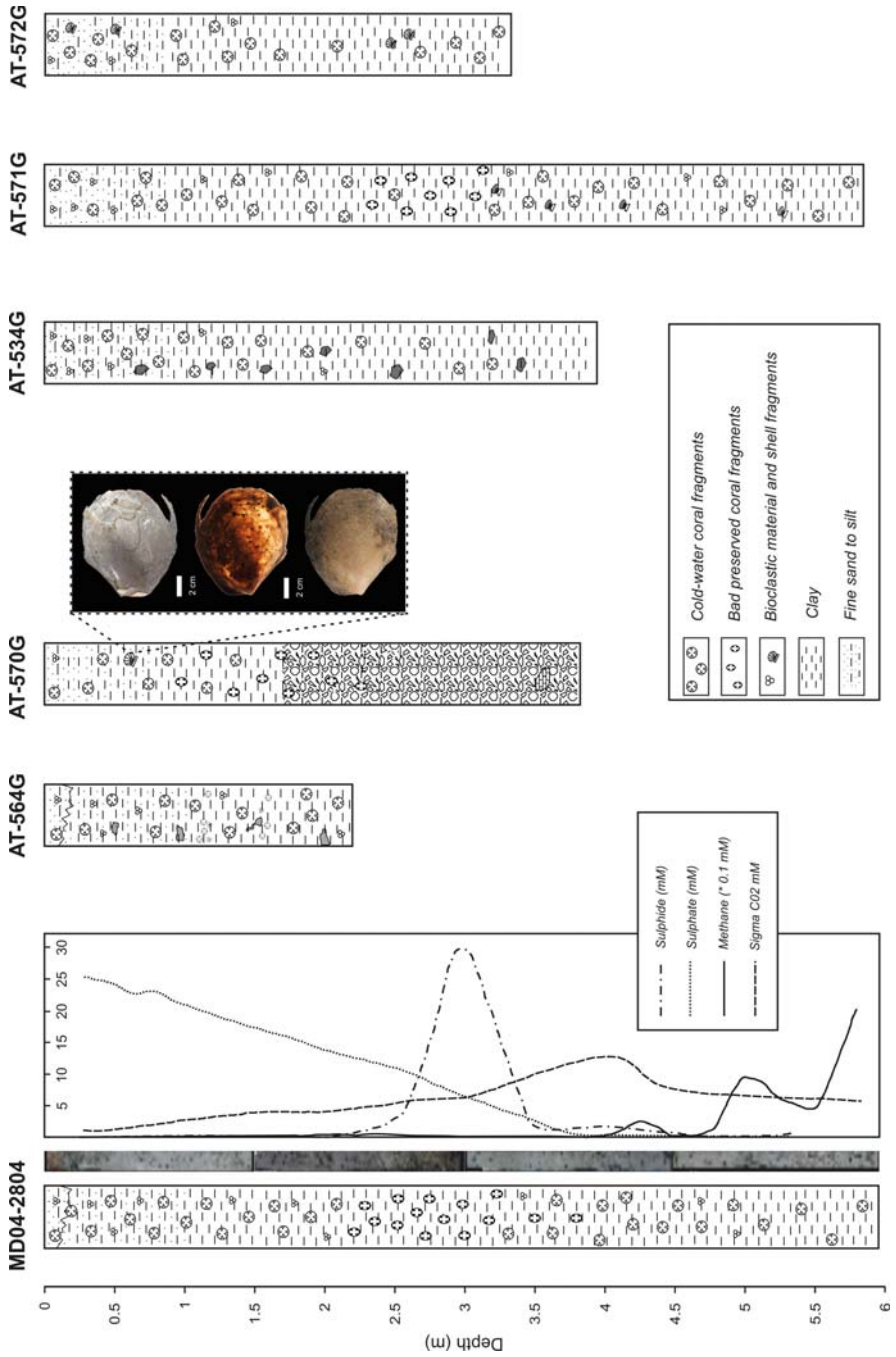 MD04-2804
AT-564G
AT-570G
AT-534G
AT-571G
AT-572G
Depth (m)
0
0.5
1
1.5
2
2.5
3
3.5
4
4.5
5
5.5
6
5
10
15
20
25
30
Sulphide (mM)
Sulphate (mM)
Methane (* 0.1 mM)
Sigma C02 mM
2 cm
2 cm
Cold-water coral fragments
Bad preserved coral fragments
Bioclastic material and shell fragments
Clay
Fine sand to silt